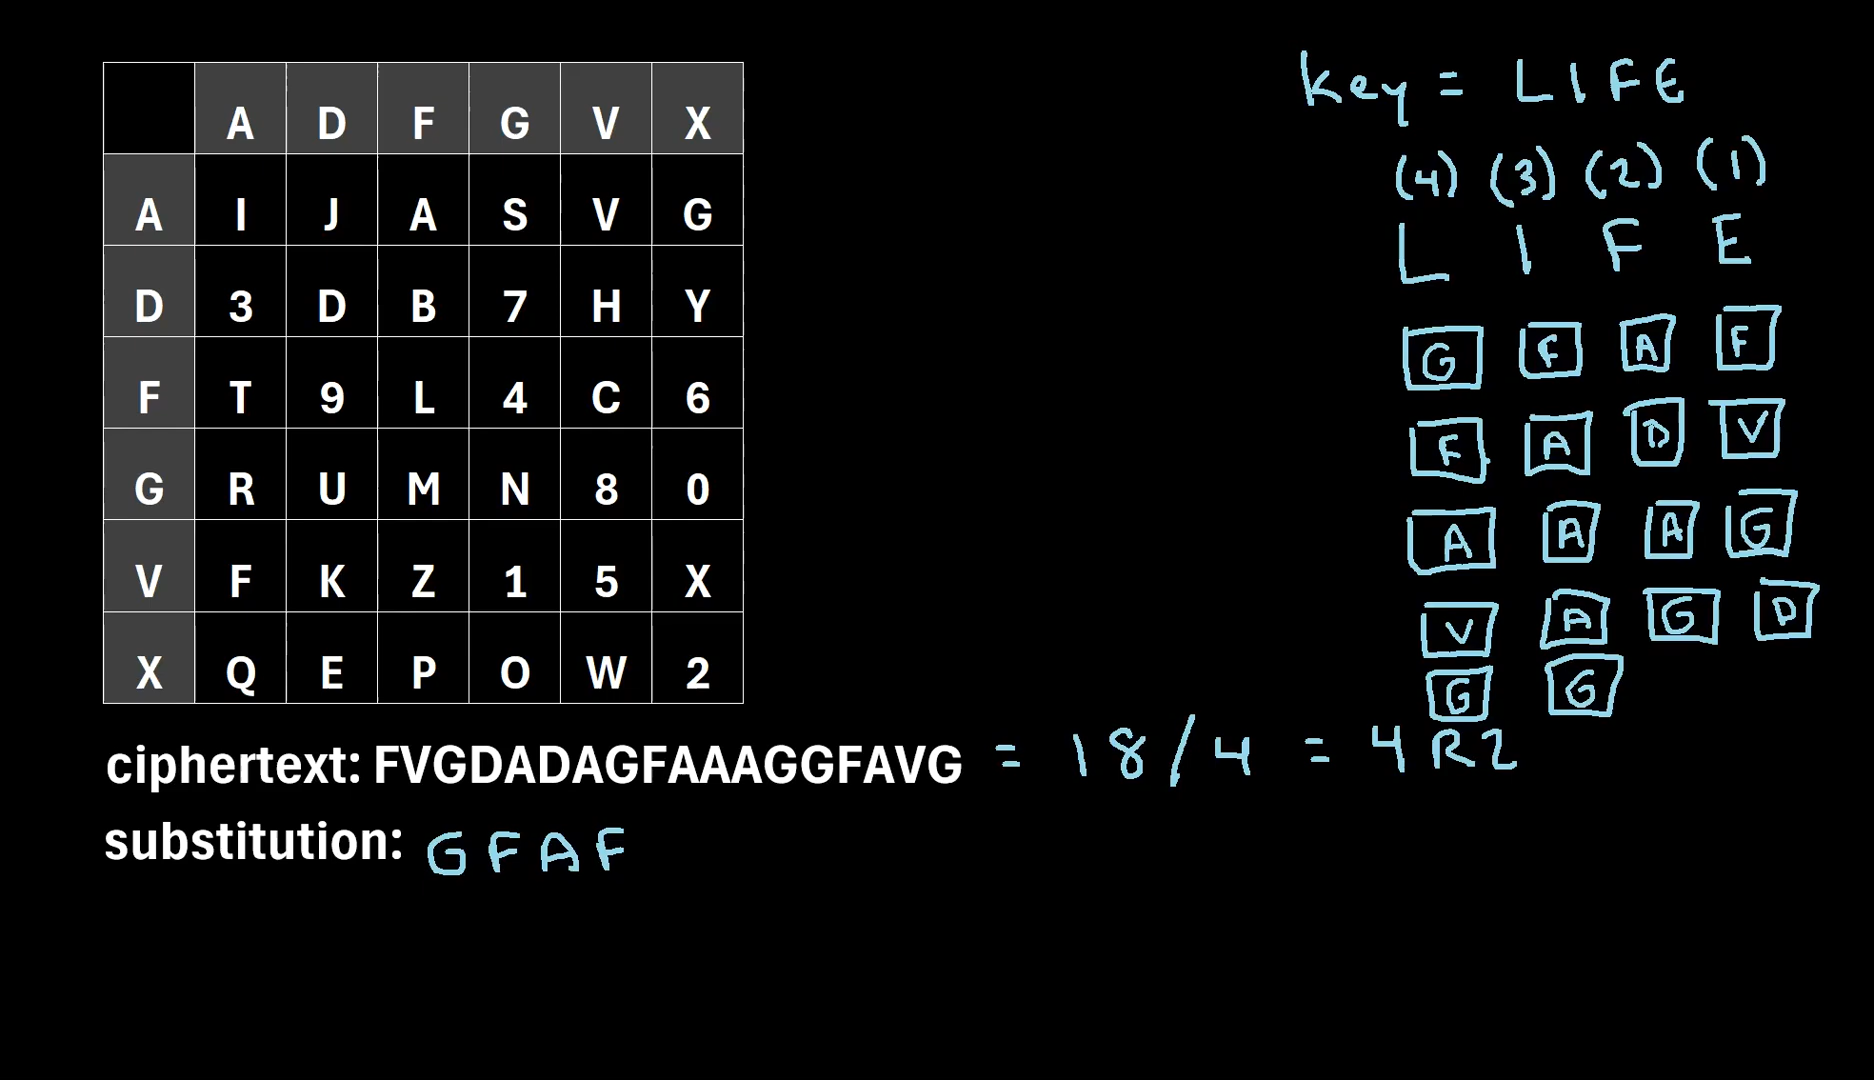 key = LIFE
A D F G V X
(4) (3) (2) (1)
A I J A S V G
L I F E
D 3 D B 7 H Y
G F A F
F T 9 L 4 C 6
F A D V
G R U M N 8 0
A A A G
V F K Z 1 5 X
V A G D
X Q E P O W 2
G G
ciphertext: FVGDADAGFAAAGGFAVG = 18/4 = 4R2
substitution: GFAF